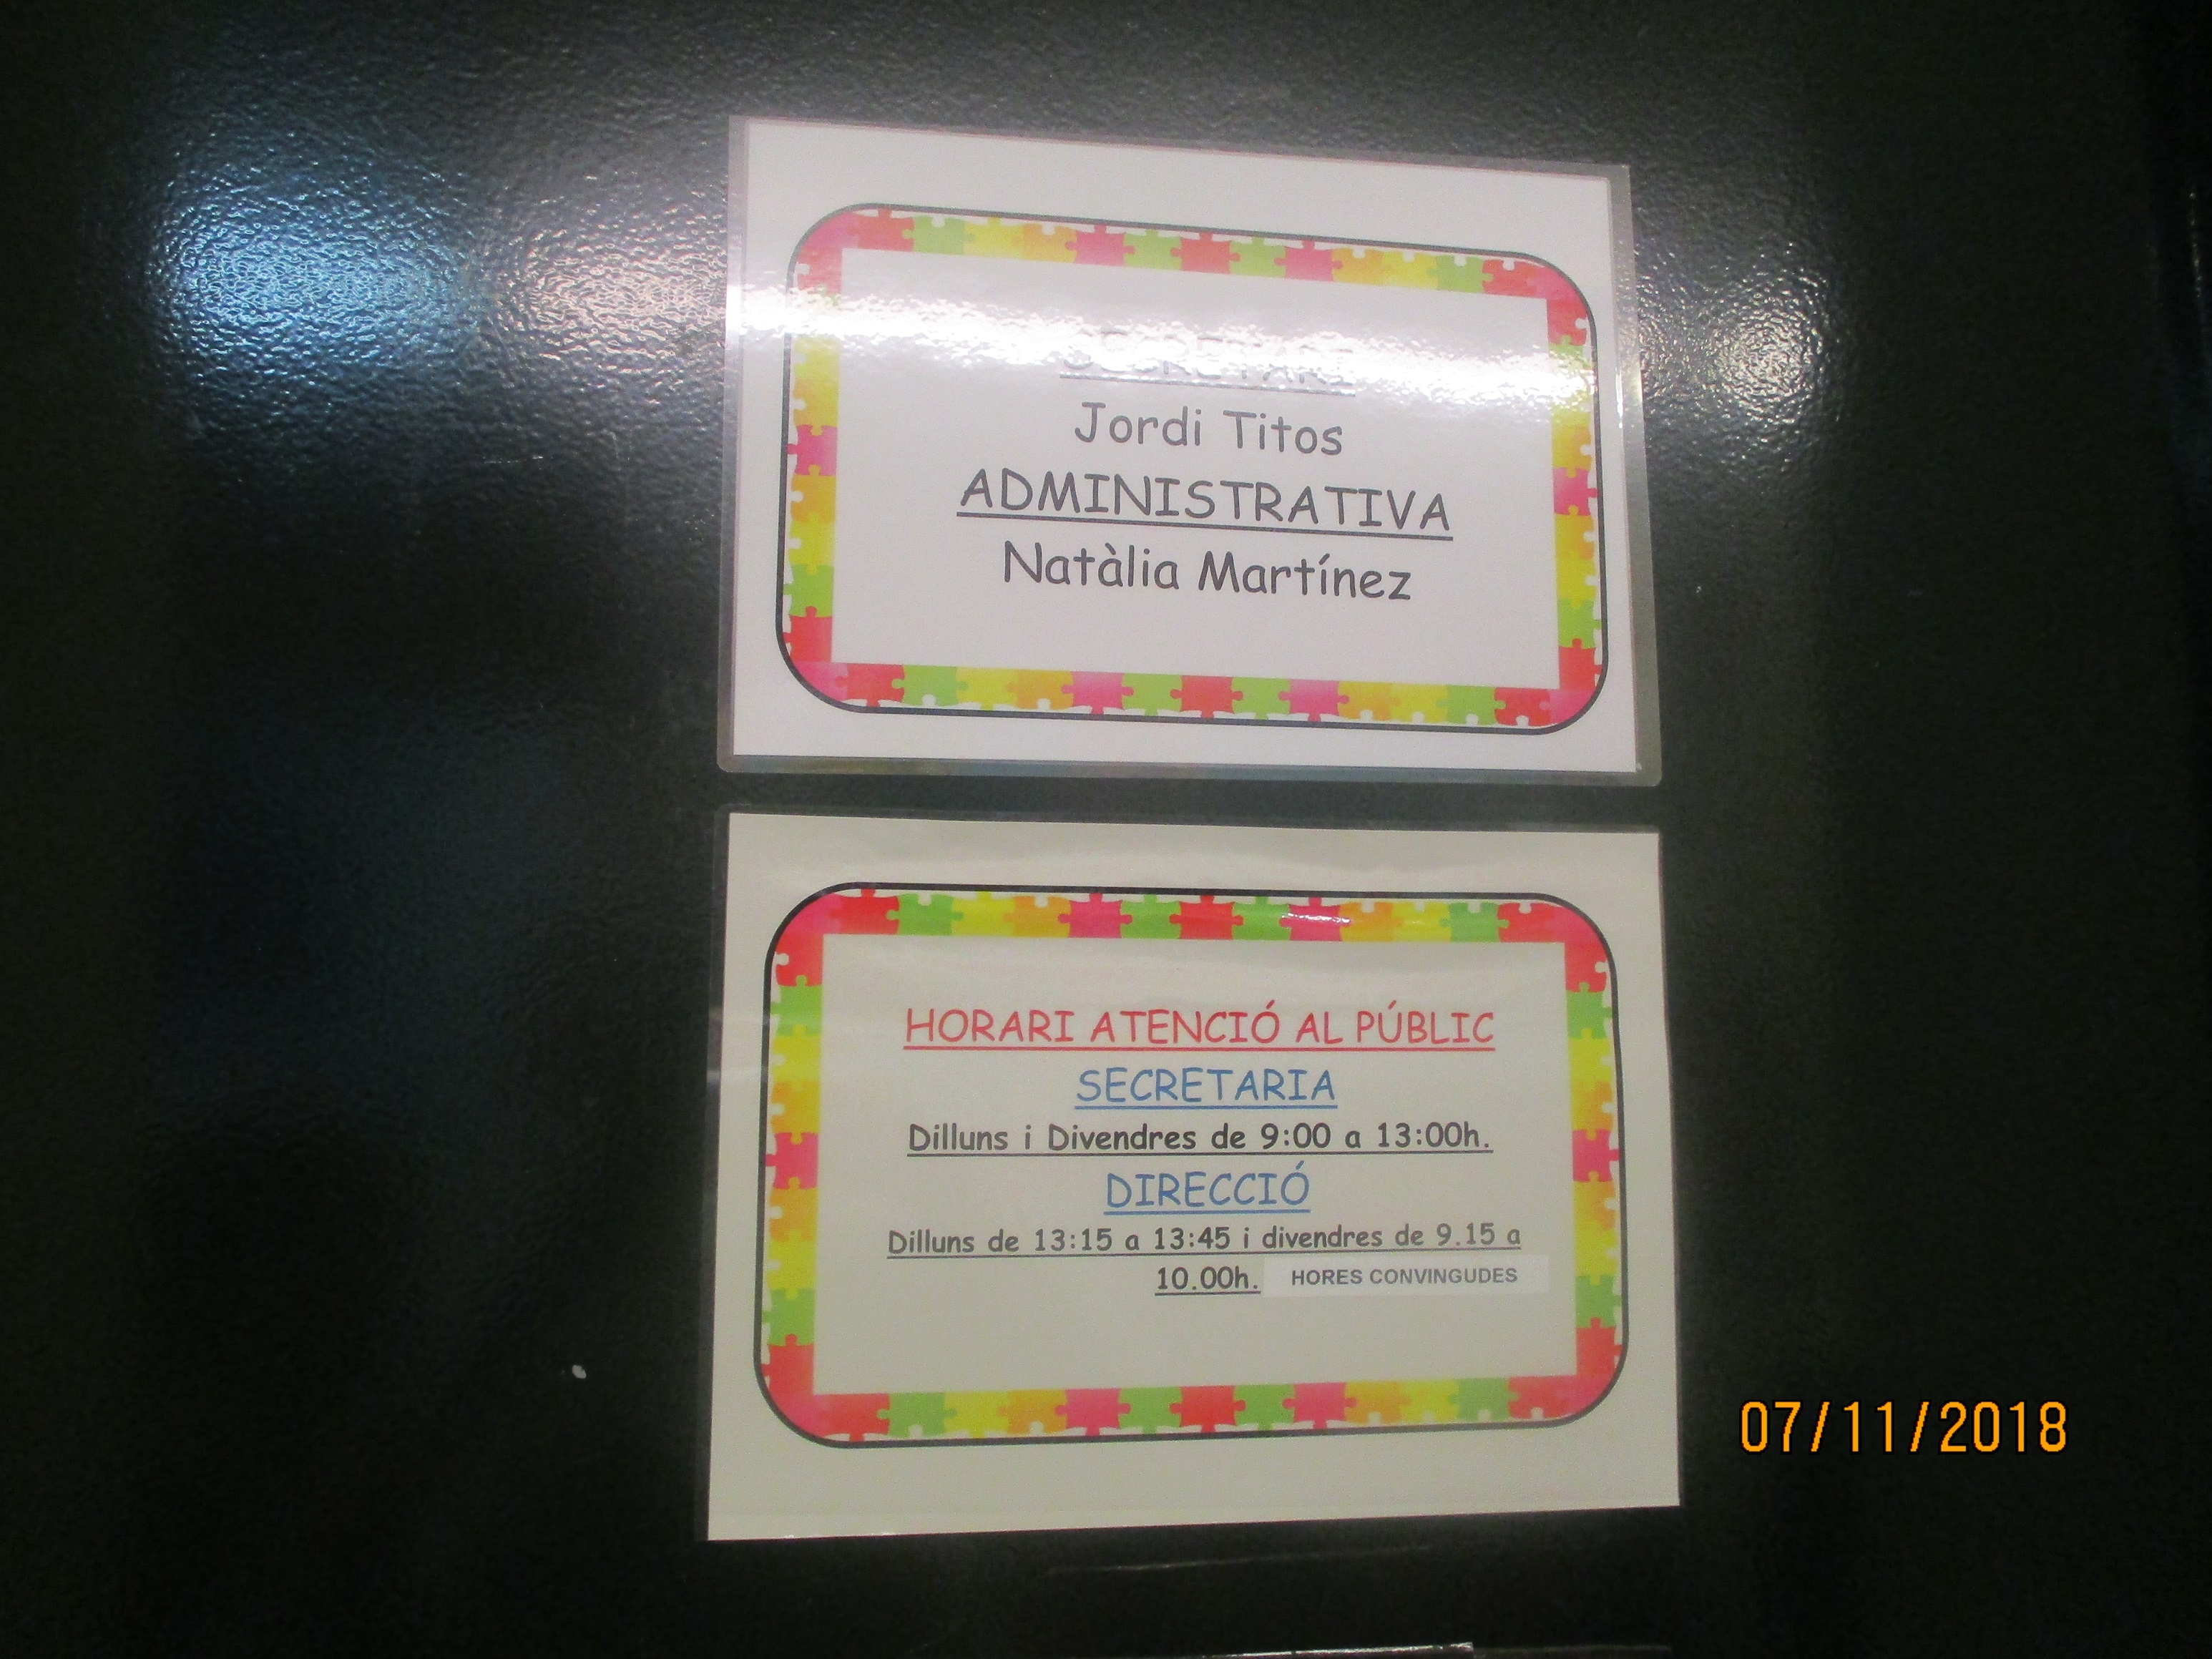 SECRETARI
Jordi Titos
ADMINISTRATIVA
Natàlia Martínez
HORARI ATENCIÓ AL PÚBLIC
SECRETARIA
Dilluns i Divendres de 9:00 a 13:00h.
DIRECCIÓ
Dilluns de 13:15 a 13:45 i divendres de 9.15 a
10.00h. HORES CONVINGUDES
07/11/2018